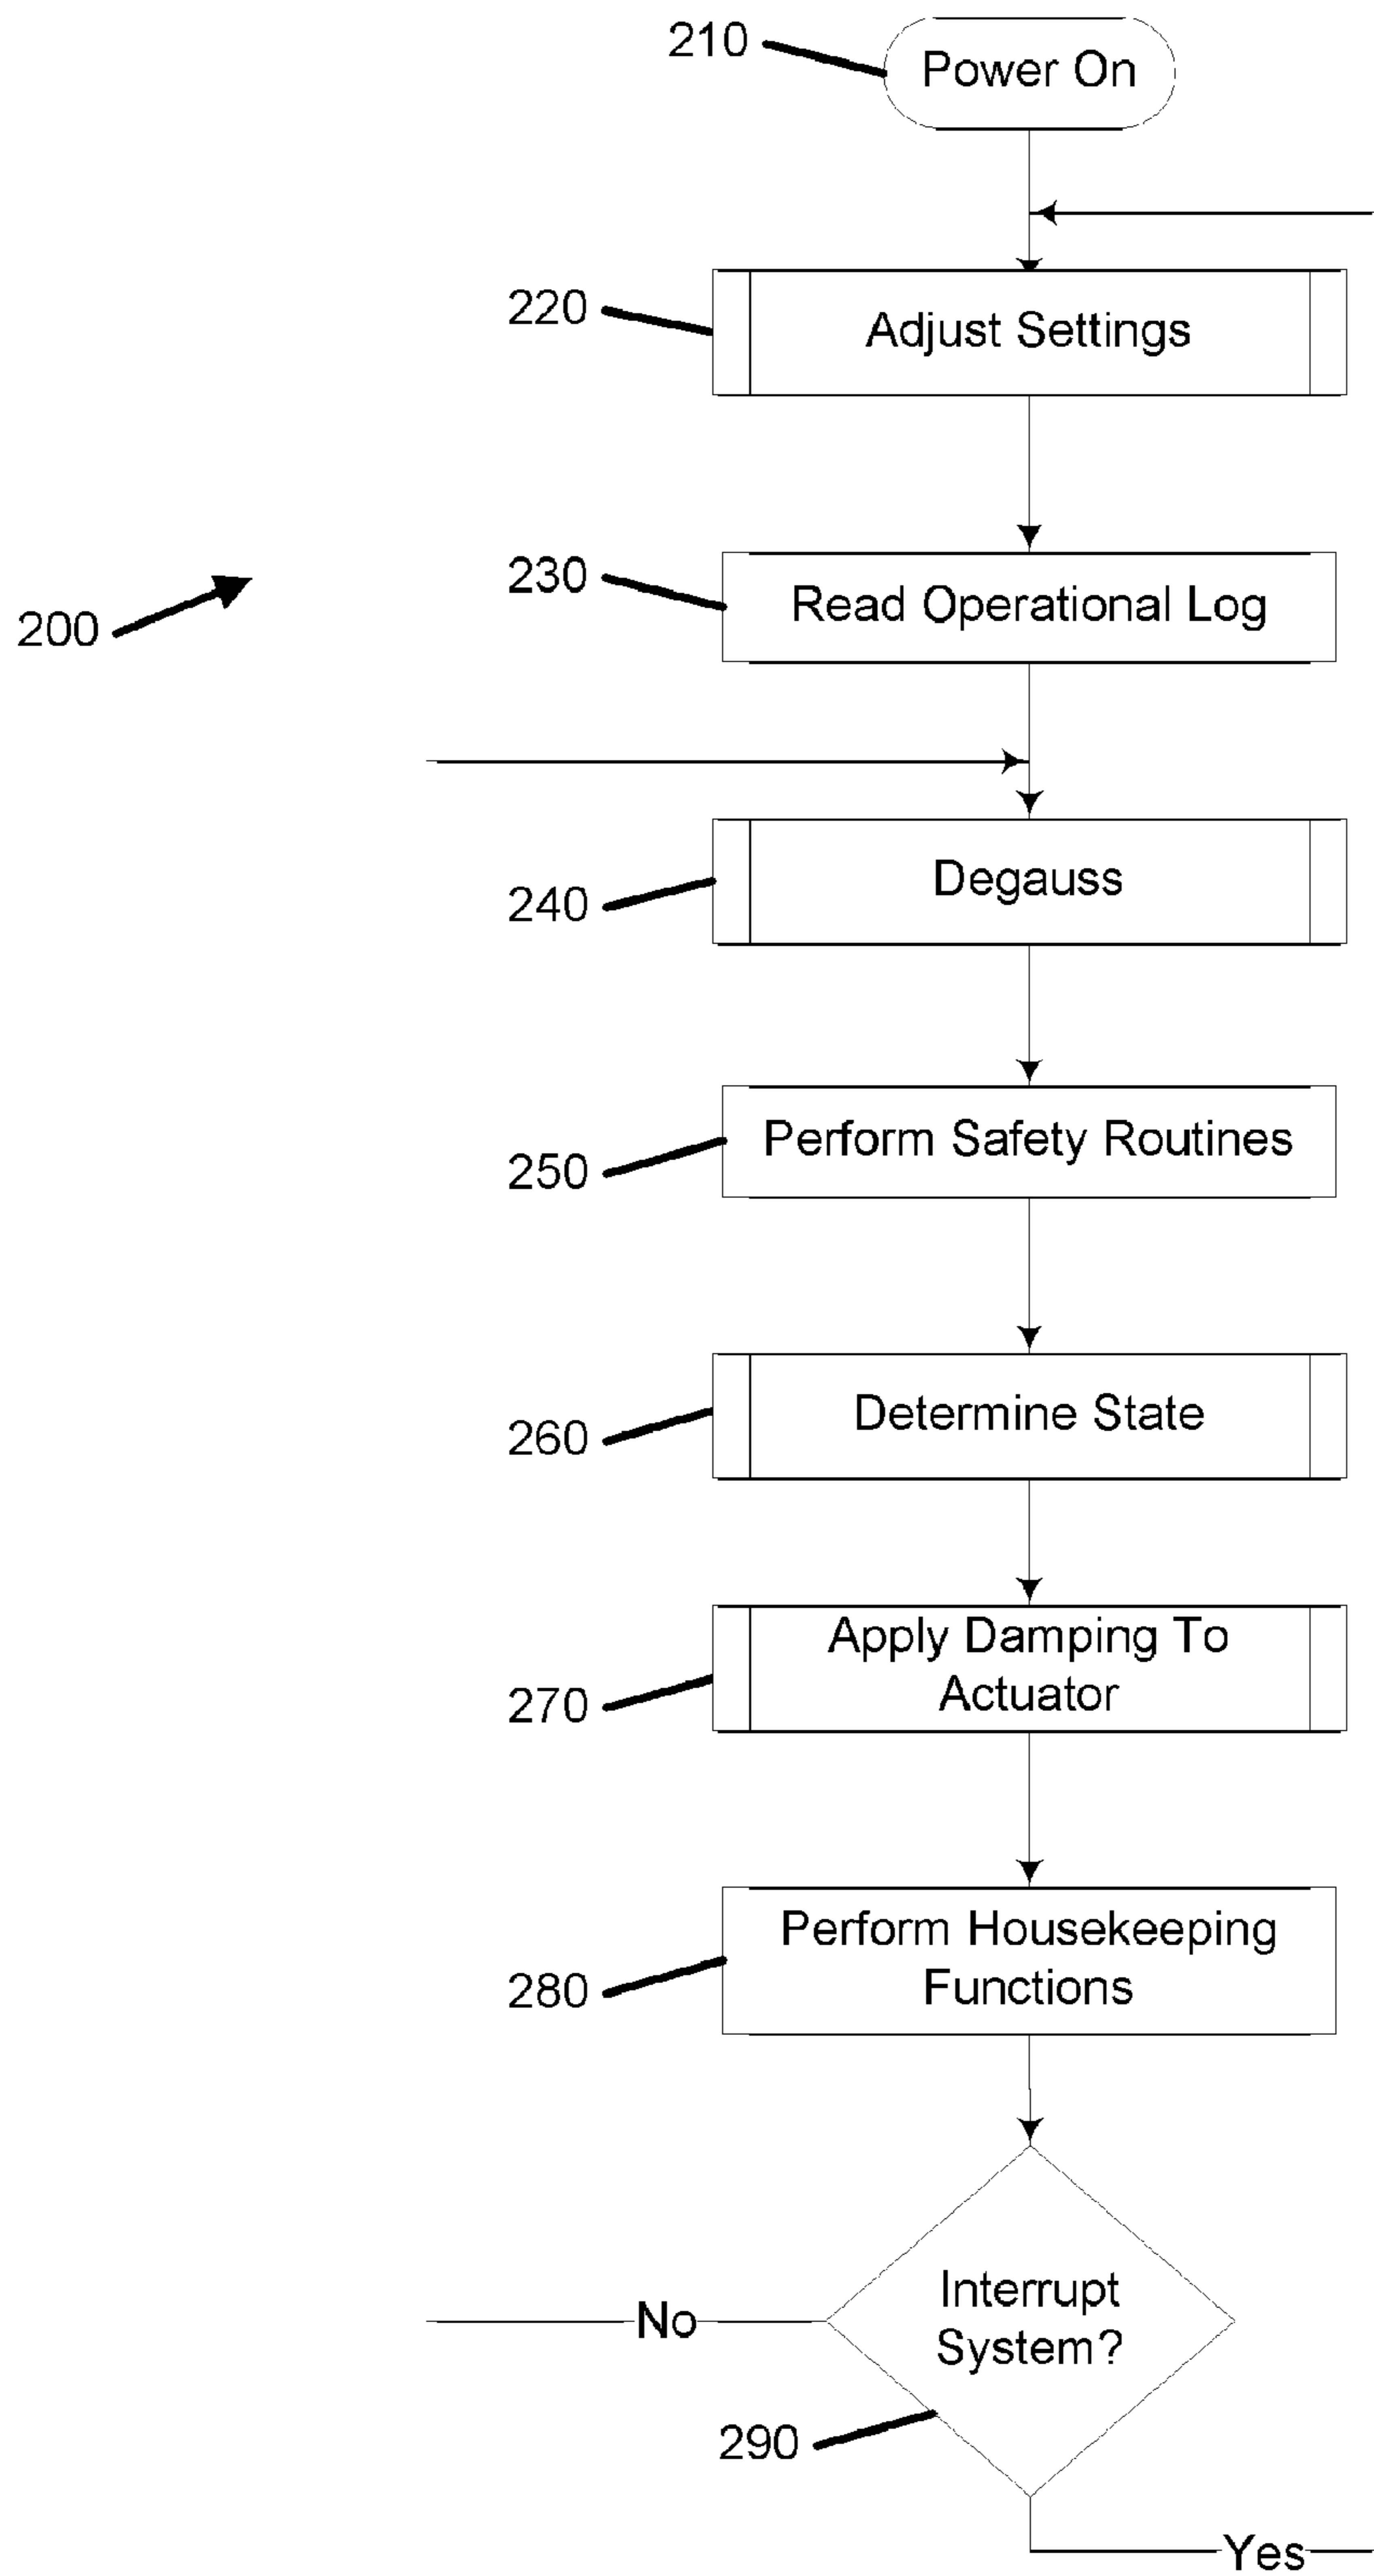 210
Power On
220
Adjust Settings
230
Read Operational Log
200
240
Degauss
250
Perform Safety Routines
260
Determine State
270
Apply Damping To
Actuator
280
Perform Housekeeping
Functions
Interrupt
System?
No
290
Yes